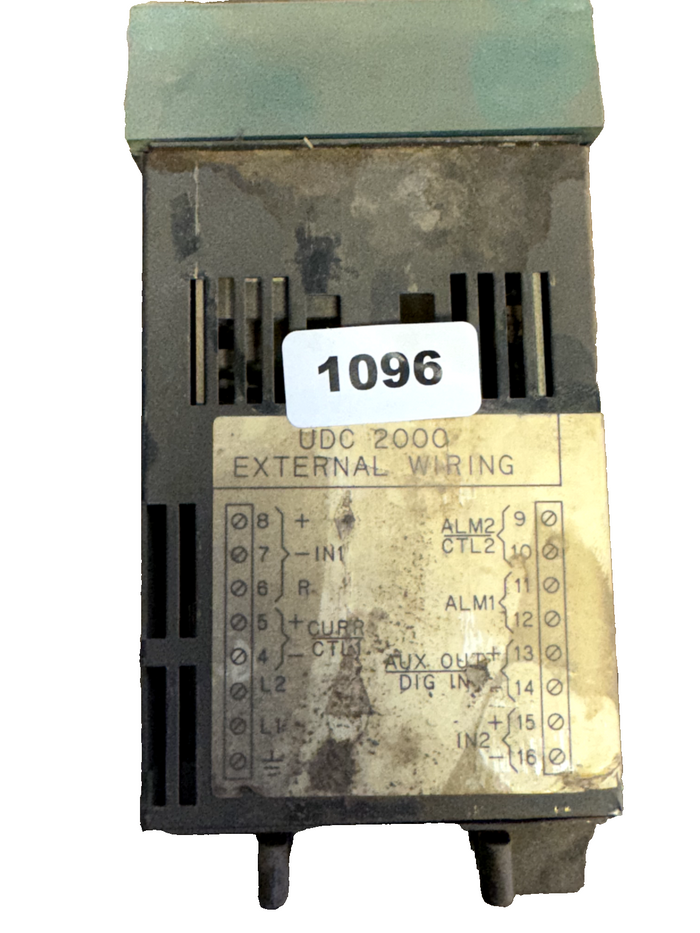 1096
UDC 2000
EXTERNAL WIRING
8 +
7 - IN1
6 R
5 + CURR
4 - CTL1
L2
L1
ALM2 9
CTL2 10
ALM1 11
12
AUX OUT + 13
DIG IN - 14
+ 15
IN2
- 16